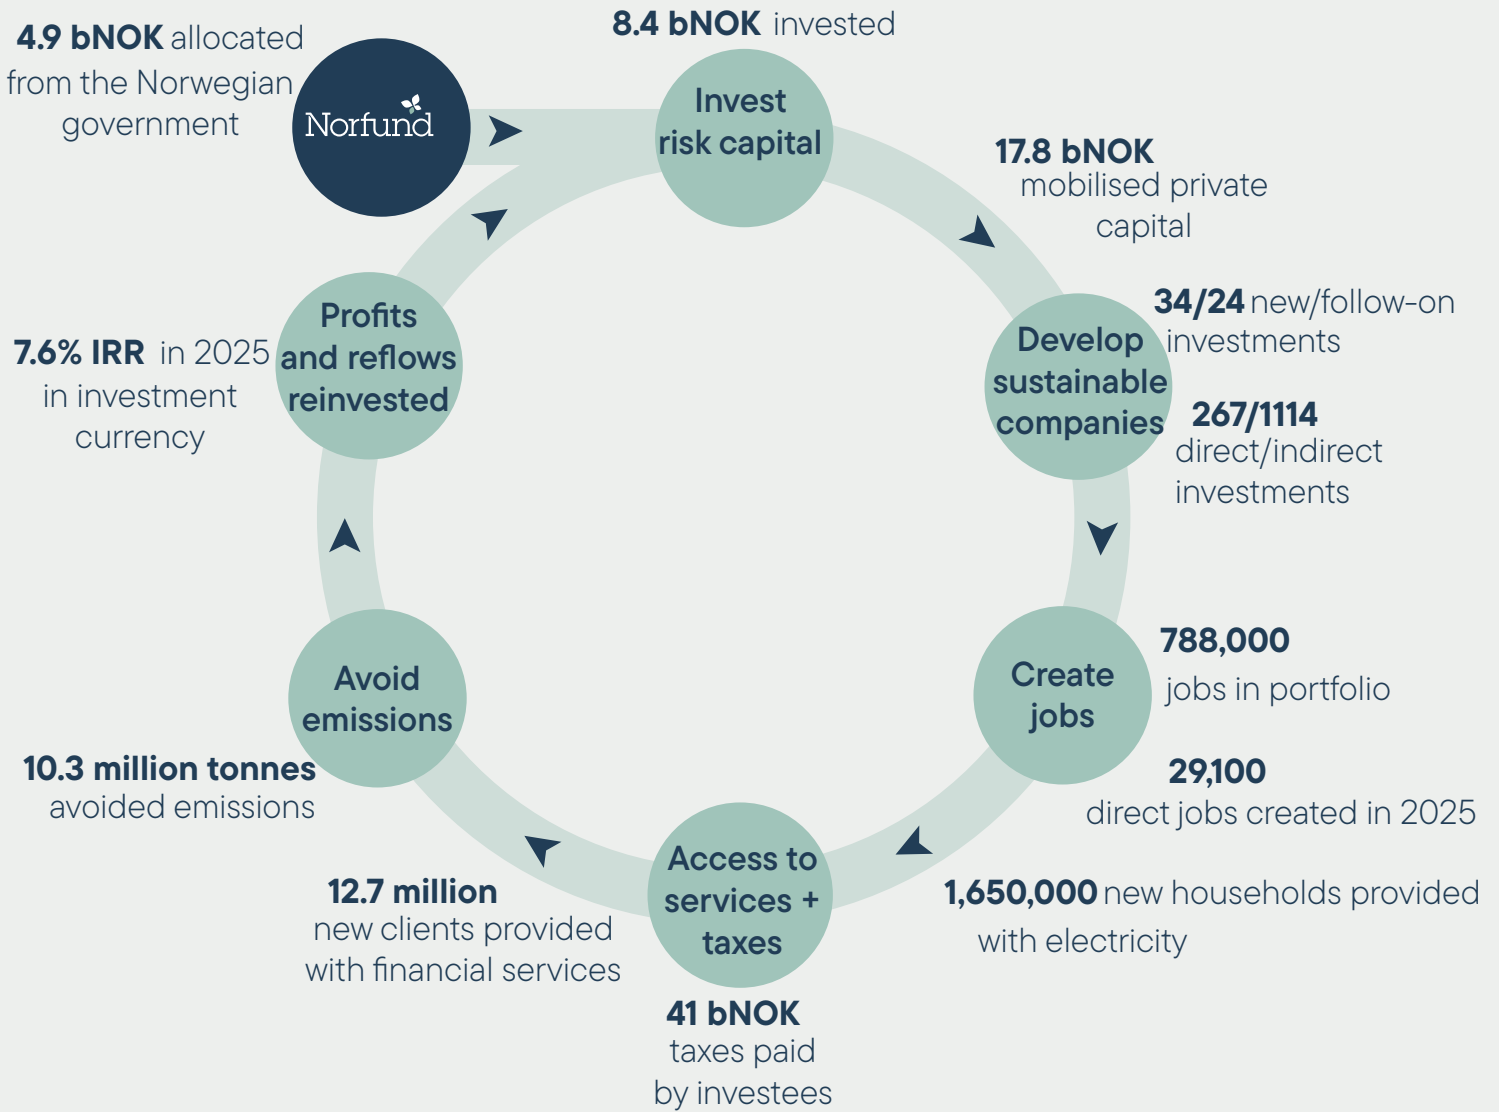 4.9 bNOK allocated
from the Norwegian
government
Norfund
8.4 bNOK invested
Invest
risk capital
17.8 bNOK
mobilised private
capital
34/24 new/follow-on
investments
Develop
sustainable
companies
267/1114
direct/indirect
investments
788,000
jobs in portfolio
Create
jobs
29,100
direct jobs created in 2025
1,650,000 new households provided
with electricity
Access to
services +
taxes
41 bNOK
taxes paid
by investees
12.7 million
new clients provided
with financial services
Avoid
emissions
10.3 million tonnes
avoided emissions
Profits
and reflows
reinvested
7.6% IRR in 2025
in investment
currency